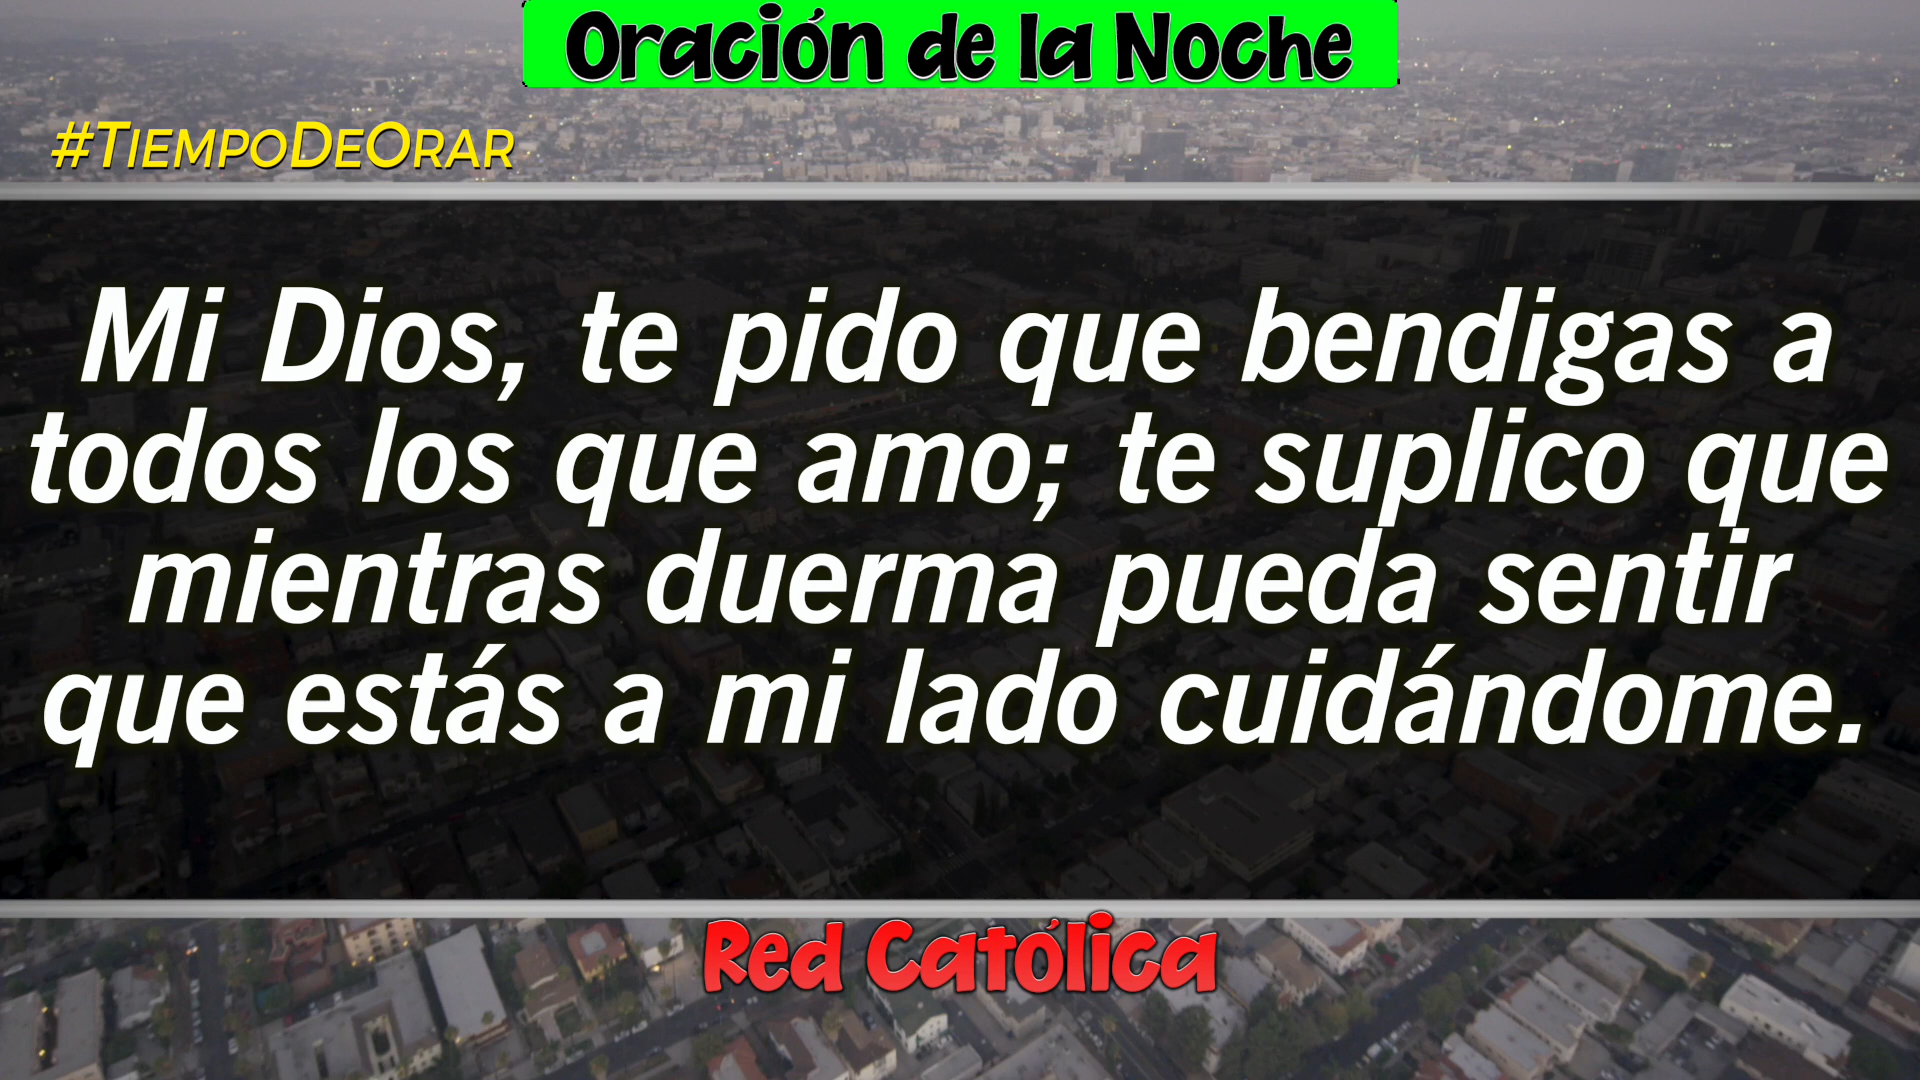 Oración de la Noche
#TiempoDeOrar
Mi Dios, te pido que bendigas a
todos los que amo; te suplico que
mientras duerma pueda sentir
que estás a mi lado cuidándome.
Red Católica